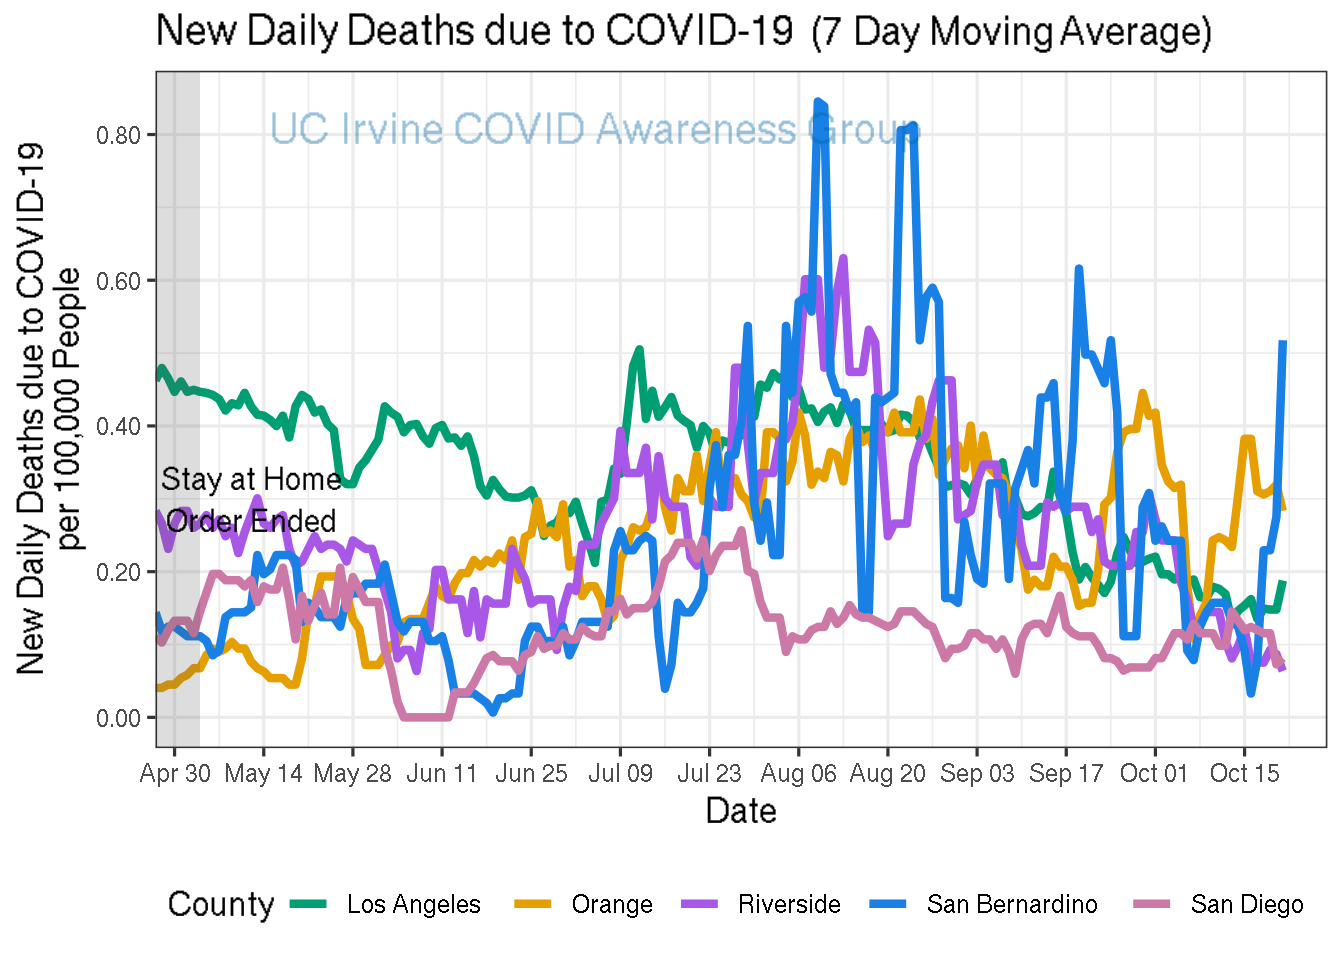 New Daily Deaths due to COVID-19 (7 Day Moving Average)
UC Irvine COVID Awareness Group
New Daily Deaths due to COVID-19
per 100,000 People
0.80
0.60
0.40
0.20
0.00
Stay at Home
Order Ended
Apr 30 May 14 May 28 Jun 11 Jun 25 Jul 09 Jul 23 Aug 06 Aug 20 Sep 03 Sep 17 Oct 01 Oct 15
Date
County Los Angeles Orange Riverside San Bernardino San Diego